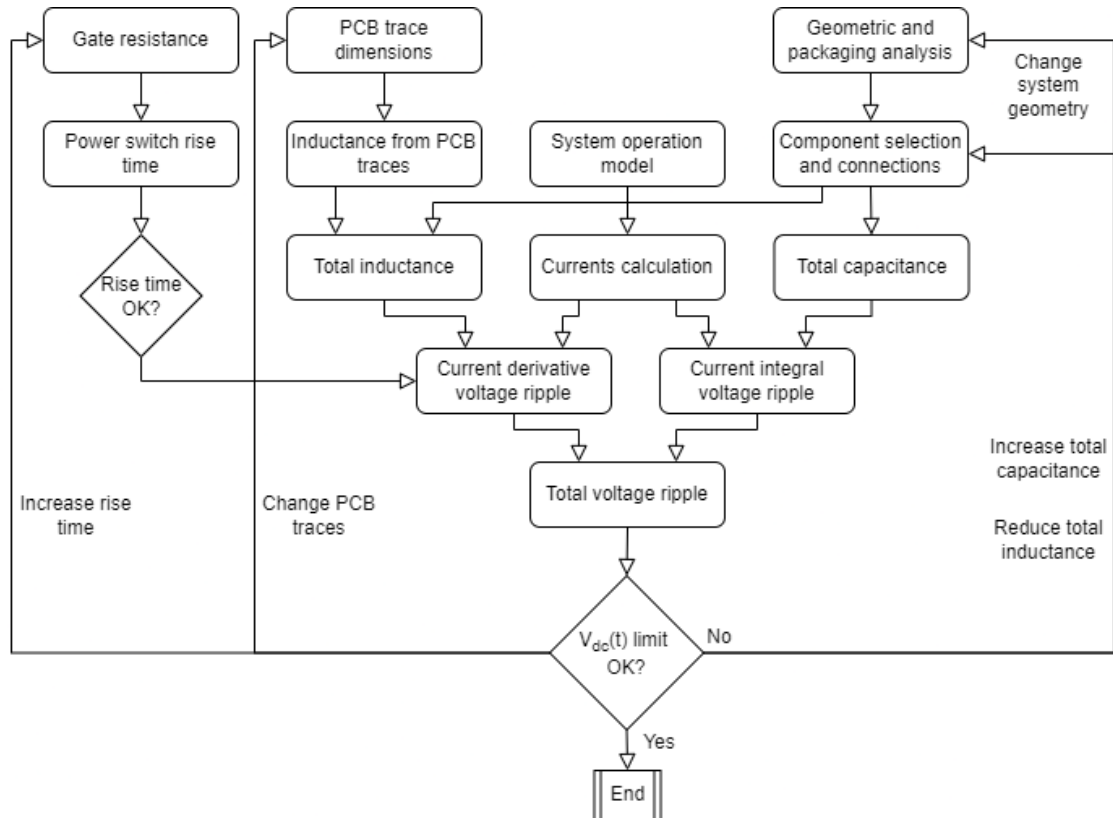 Gate resistance
PCB trace
dimensions
Geometric and
packaging analysis
Change
system
geometry
Power switch rise
time
Inductance from PCB
traces
System operation
model
Component selection
and connections
Total inductance
Currents calculation
Total capacitance
Rise time
OK?
Current derivative
voltage ripple
Current integral
voltage ripple
Increase total
capacitance
Increase rise
time
Change PCB
traces
Total voltage ripple
Reduce total
inductance
V_dc(t) limit
OK?
No
Yes
End